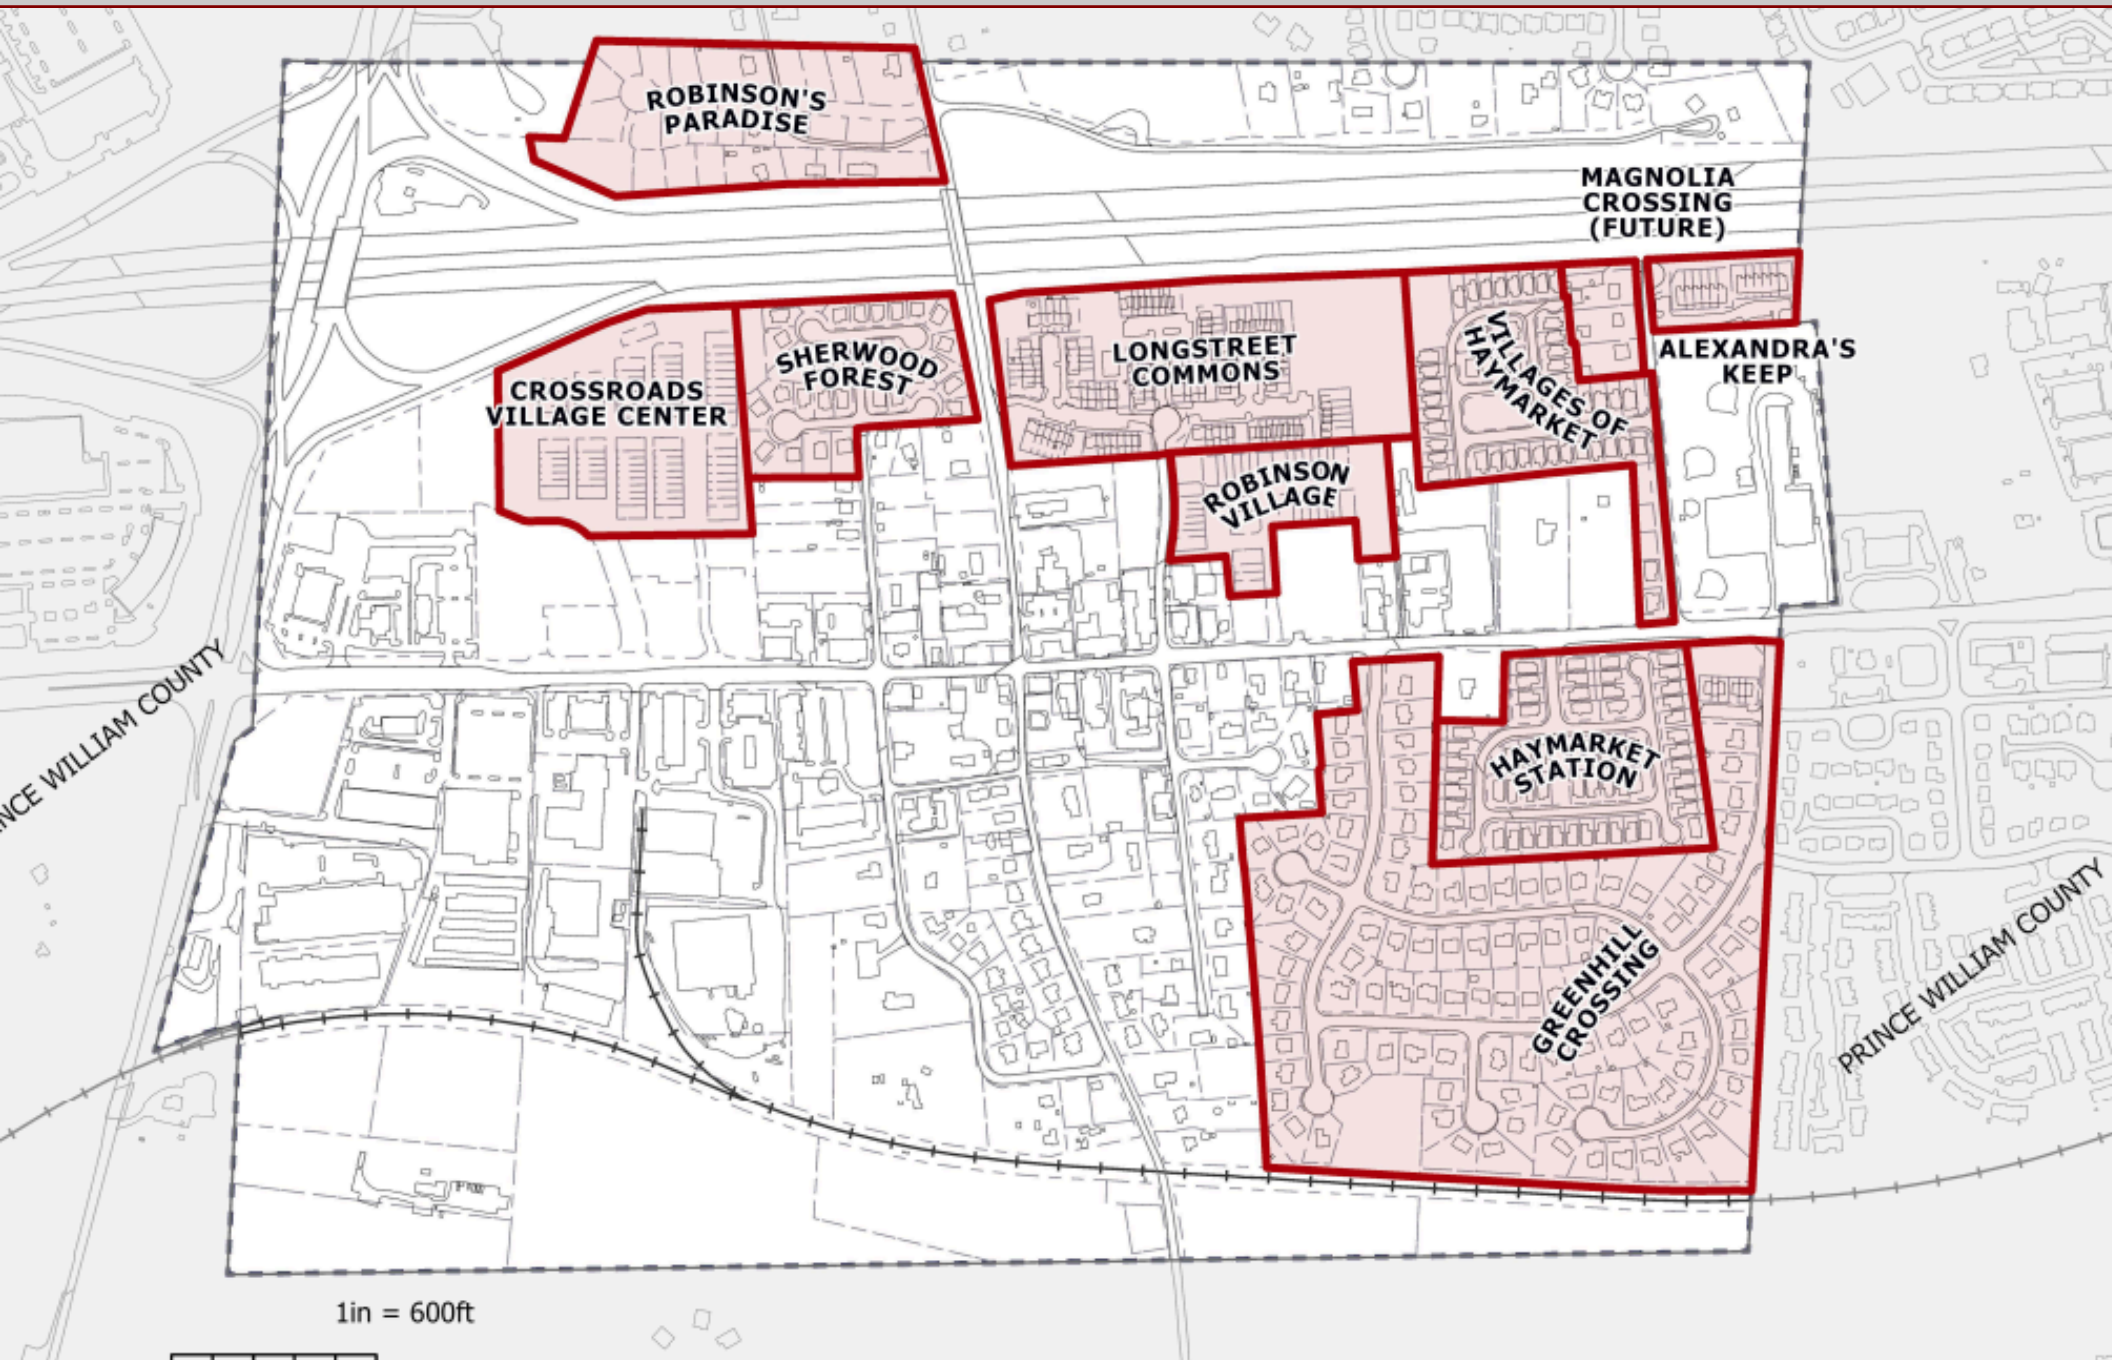 ROBINSON'S
PARADISE
MAGNOLIA
CROSSING
(FUTURE)
CROSSROADS
VILLAGE CENTER
SHERWOOD
FOREST
LONGSTREET
COMMONS
VILLAGES OF
HAYMARKET
ALEXANDRA'S
KEEP
ROBINSON
VILLAGE
NCE WILLIAM COUNTY
HAYMARKET
STATION
GREENHILL
CROSSING
PRINCE WILLIAM COUNTY
1in = 600ft